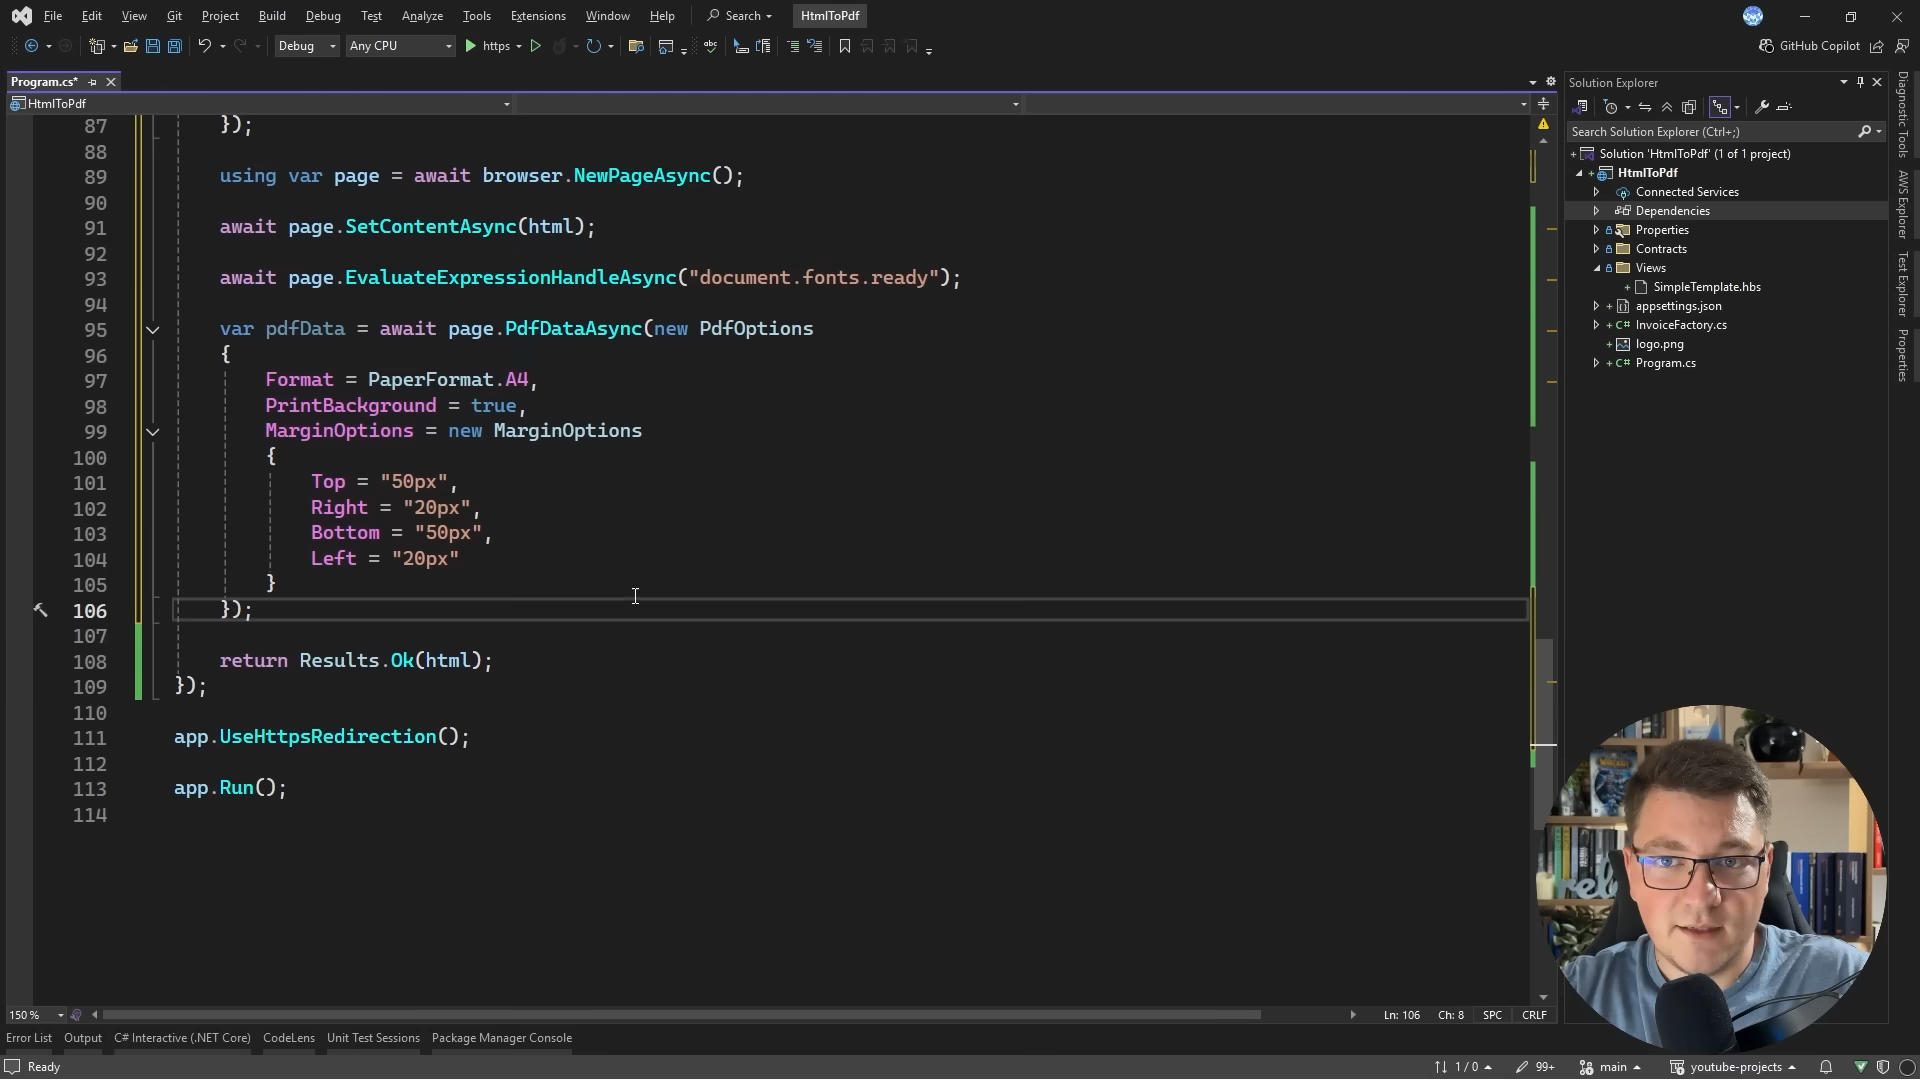 File Edit View Git Project Build Debug Test Analyze Tools Extensions Window Help Search HtmlToPdf
Debug Any CPU https GitHub Copilot
Program.cs*
HtmlToPdf
87 });
88
89 using var page = await browser.NewPageAsync();
90
91 await page.SetContentAsync(html);
92
93 await page.EvaluateExpressionHandleAsync("document.fonts.ready");
94
95 var pdfData = await page.PdfDataAsync(new PdfOptions
96 {
97 Format = PaperFormat.A4,
98 PrintBackground = true,
99 MarginOptions = new MarginOptions
100 {
101 Top = "50px",
102 Right = "20px",
103 Bottom = "50px",
104 Left = "20px"
105 }
106 });
107
108 return Results.Ok(html);
109 });
110
111 app.UseHttpsRedirection();
112
113 app.Run();
114
150 % Ln: 106 Ch: 8 SPC CRLF
Error List Output C# Interactive (.NET Core) CodeLens Unit Test Sessions Package Manager Console
Ready 1 / 0 99+ main youtube-projects
Solution Explorer
Search Solution Explorer (Ctrl+;)
Solution 'HtmlToPdf' (1 of 1 project)
HtmlToPdf
Connected Services
Dependencies
Properties
Contracts
Views
SimpleTemplate.hbs
appsettings.json
C# InvoiceFactory.cs
logo.png
C# Program.cs
Diagnostic Tools
AWS Explorer
Test Explorer
Properties